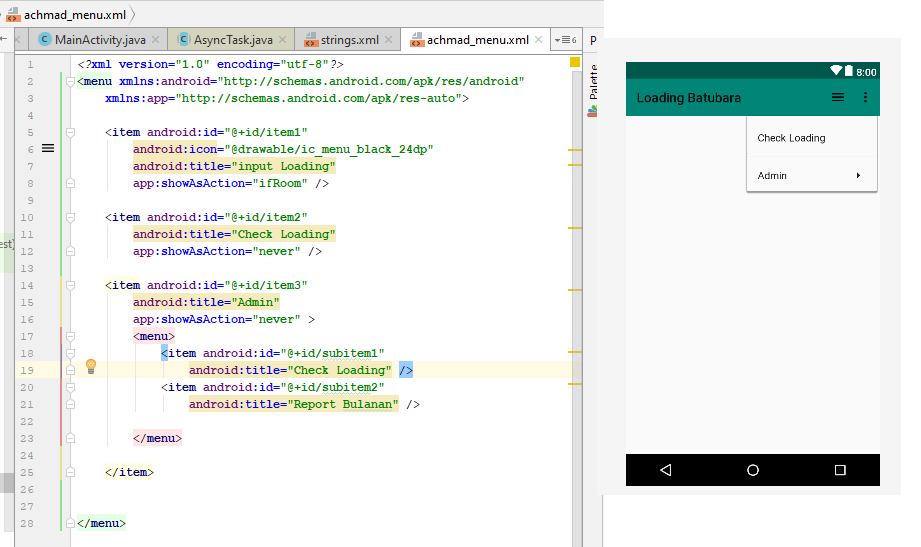 achmad_menu.xml
MainActivity.java
AsyncTask.java
strings.xml
achmad_menu.xml
6
P
Palette
est)
1 <?xml version="1.0" encoding="utf-8"?>
2 <menu xmlns:android="http://schemas.android.com/apk/res/android"
3 xmlns:app="http://schemas.android.com/apk/res-auto">
4
5 <item android:id="@+id/item1"
6 android:icon="@drawable/ic_menu_black_24dp"
7 android:title="input Loading"
8 app:showAsAction="ifRoom" />
9
10 <item android:id="@+id/item2"
11 android:title="Check Loading"
12 app:showAsAction="never" />
13
14 <item android:id="@+id/item3"
15 android:title="Admin"
16 app:showAsAction="never" >
17 <menu>
18 <item android:id="@+id/subitem1"
19 android:title="Check Loading" />
20 <item android:id="@+id/subitem2"
21 android:title="Report Bulanan" />
22
23 </menu>
24
25 </item>
26
27
28 </menu>
8:00
Loading Batubara
Check Loading
Admin